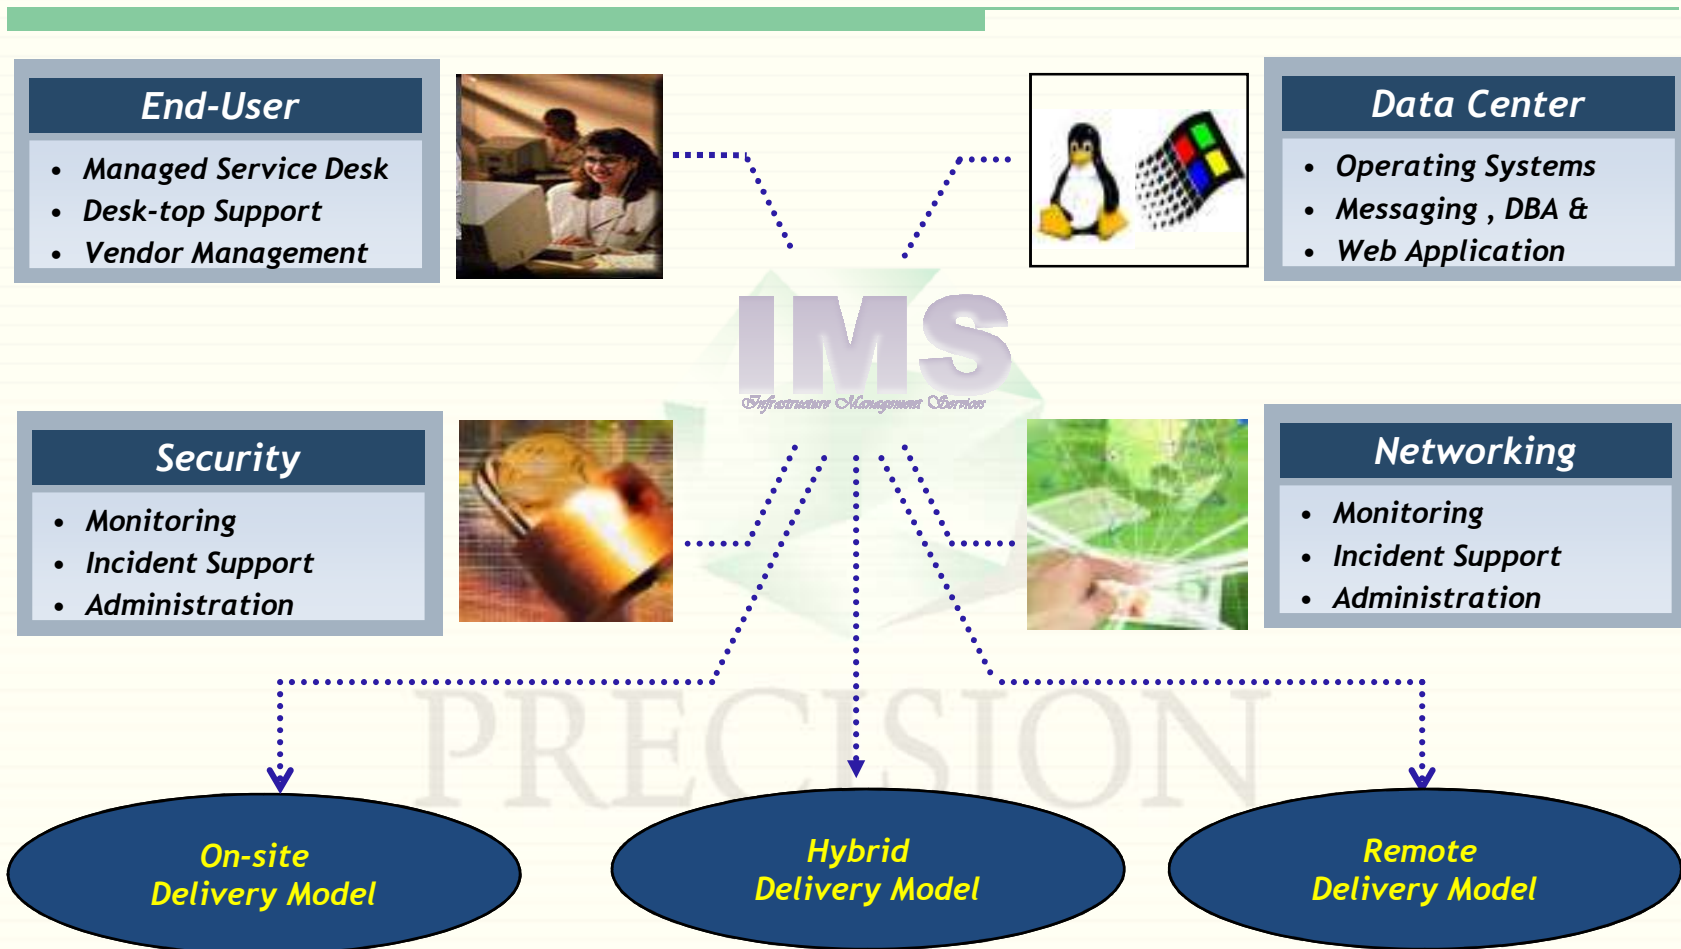 End-User
• Managed Service Desk
• Desk-top Support
• Vendor Management
Data Center
• Operating Systems
• Messaging , DBA &
• Web Application
IMS
Infrastructure Management Services
Security
• Monitoring
• Incident Support
• Administration
Networking
• Monitoring
• Incident Support
• Administration
PRECISION
On-site
Delivery Model
Hybrid
Delivery Model
Remote
Delivery Model